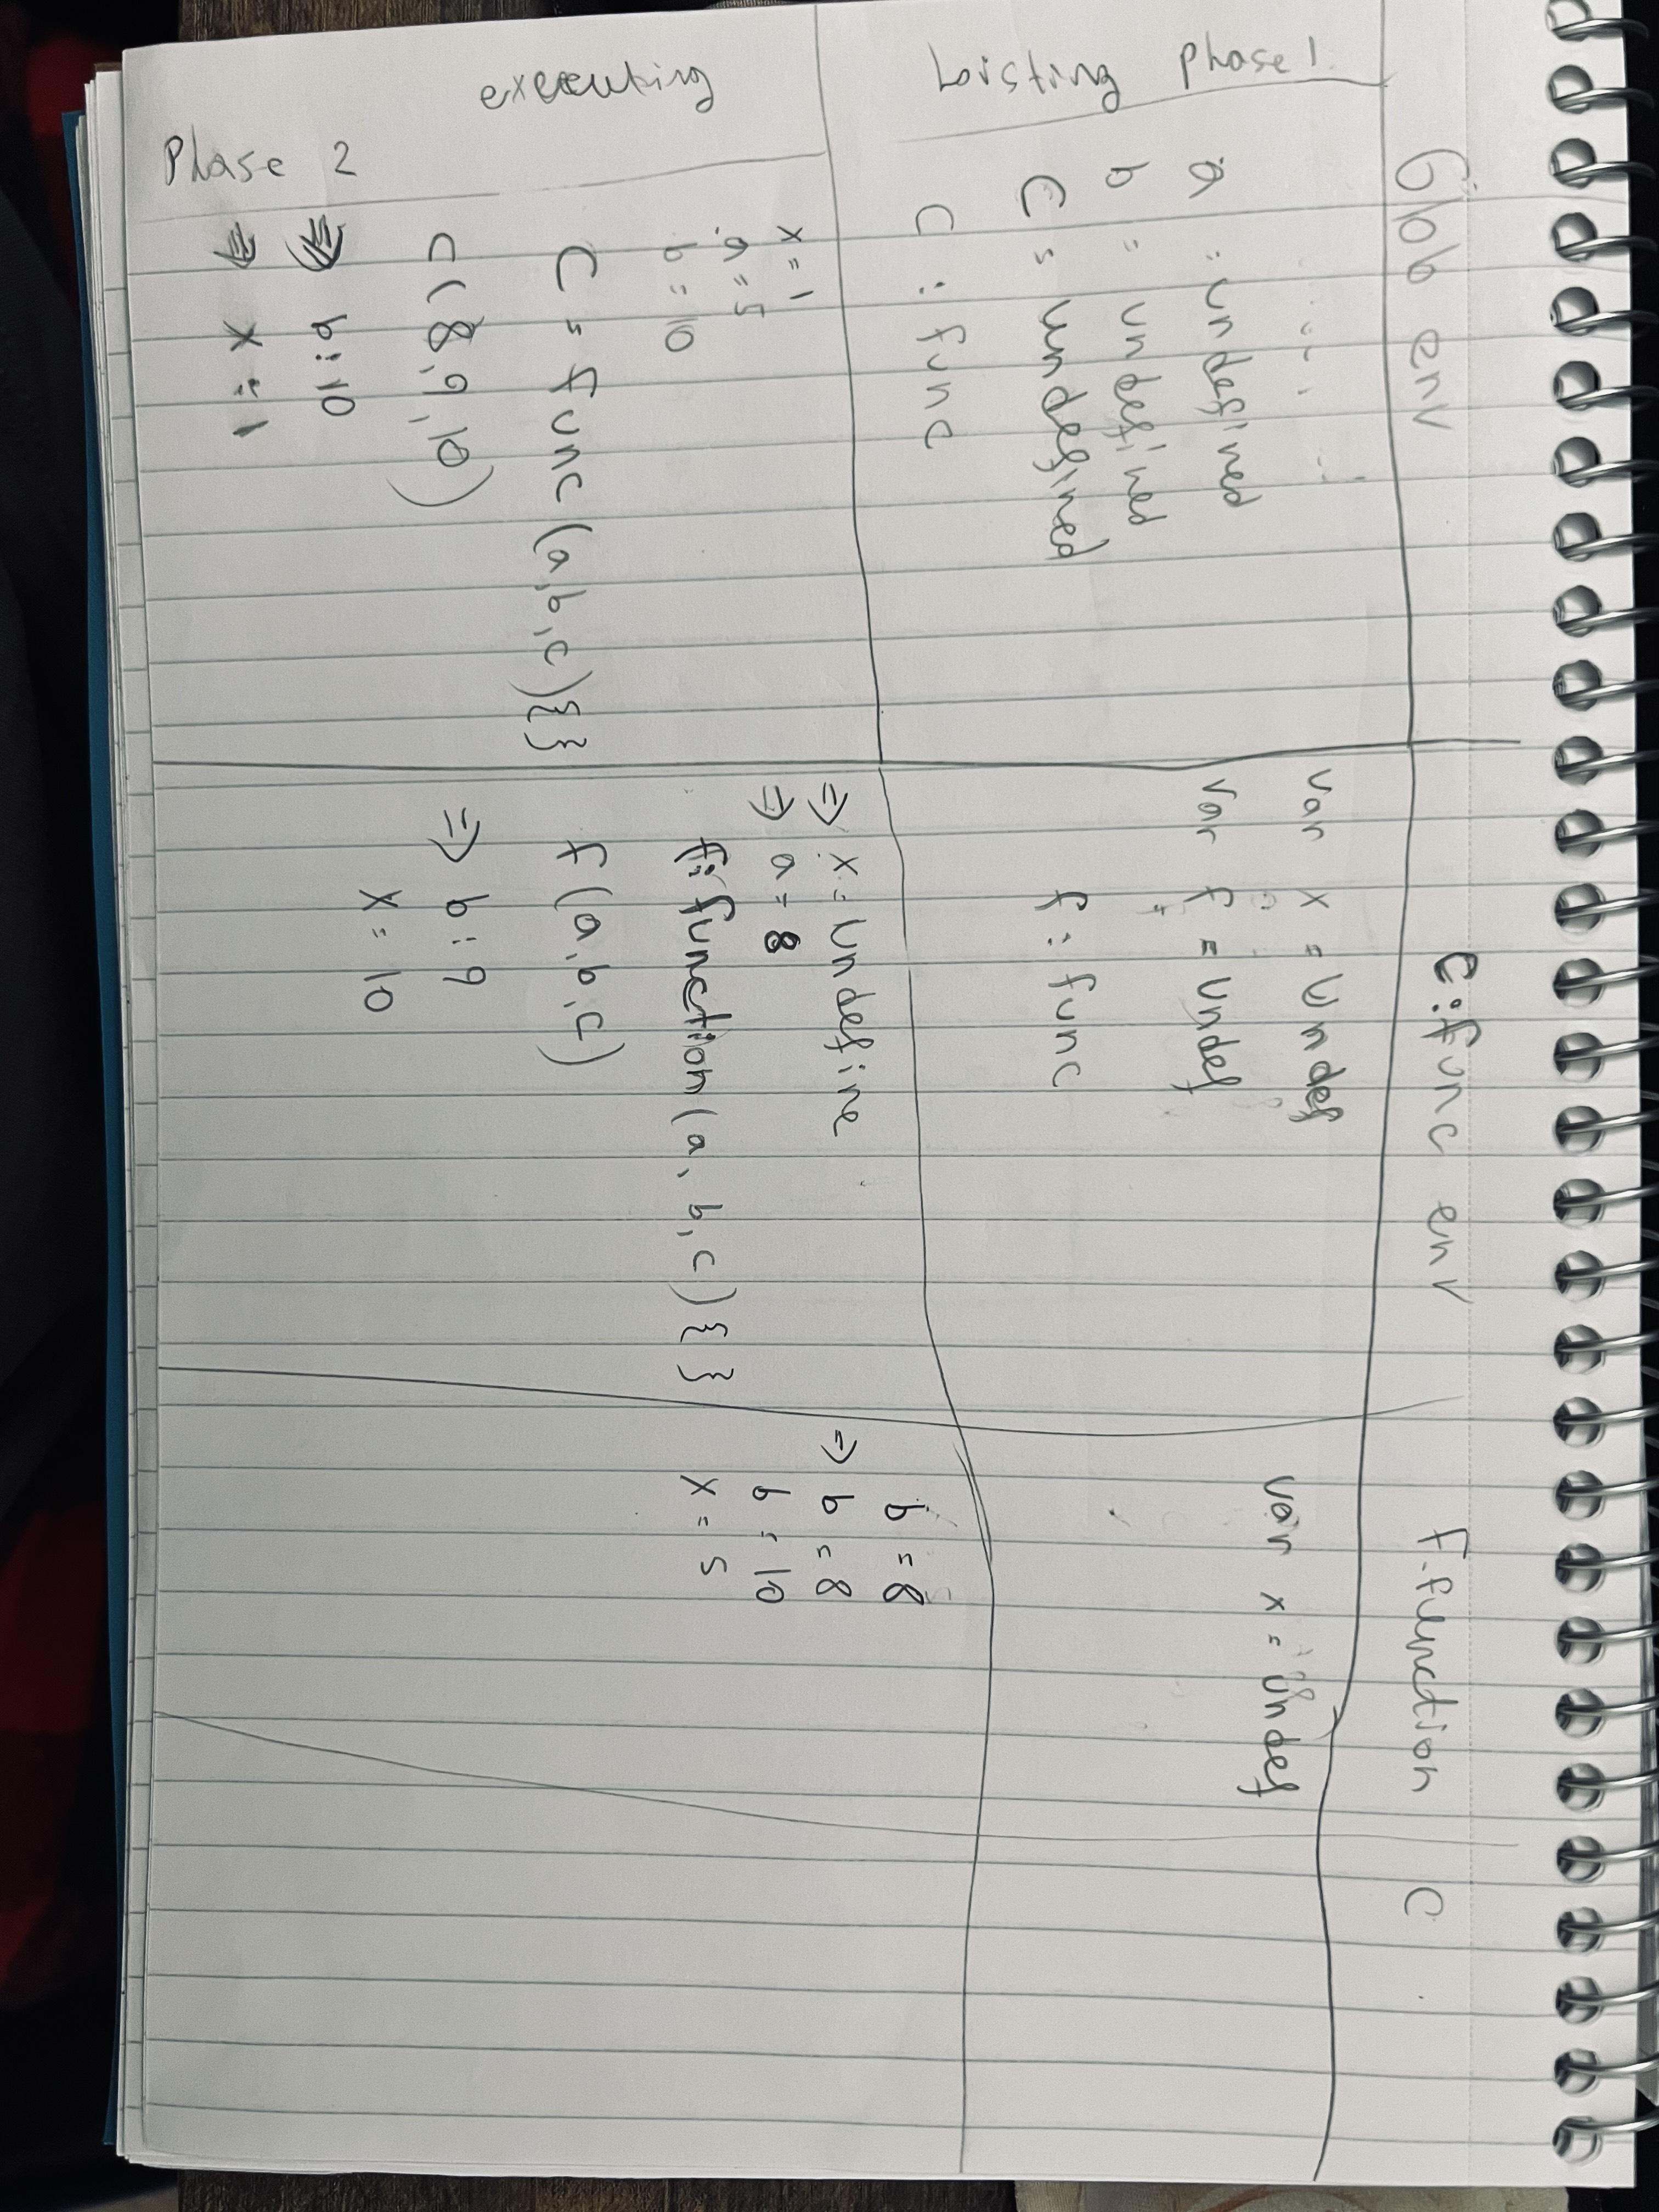 Glob env
C:func env
F.function
C
hoisting phase 1.
a = undefined
b = undefined
C = undefined
C : func
var x = Undef
var f = Undef
f : func
var x = undef
executing
Phase 2
x = 1
a = 5
b = 10
C = func (a,b,c){}
C (8,9,10)
⇒ b:10
⇒ x = 1
⇒ x = Undefine
⇒ a = 8
f: function (a, b, c) { }
f (a,b,c)
⇒ b : 9
x = 10
b = 8
⇒ b = 8
b = 10
x = 5